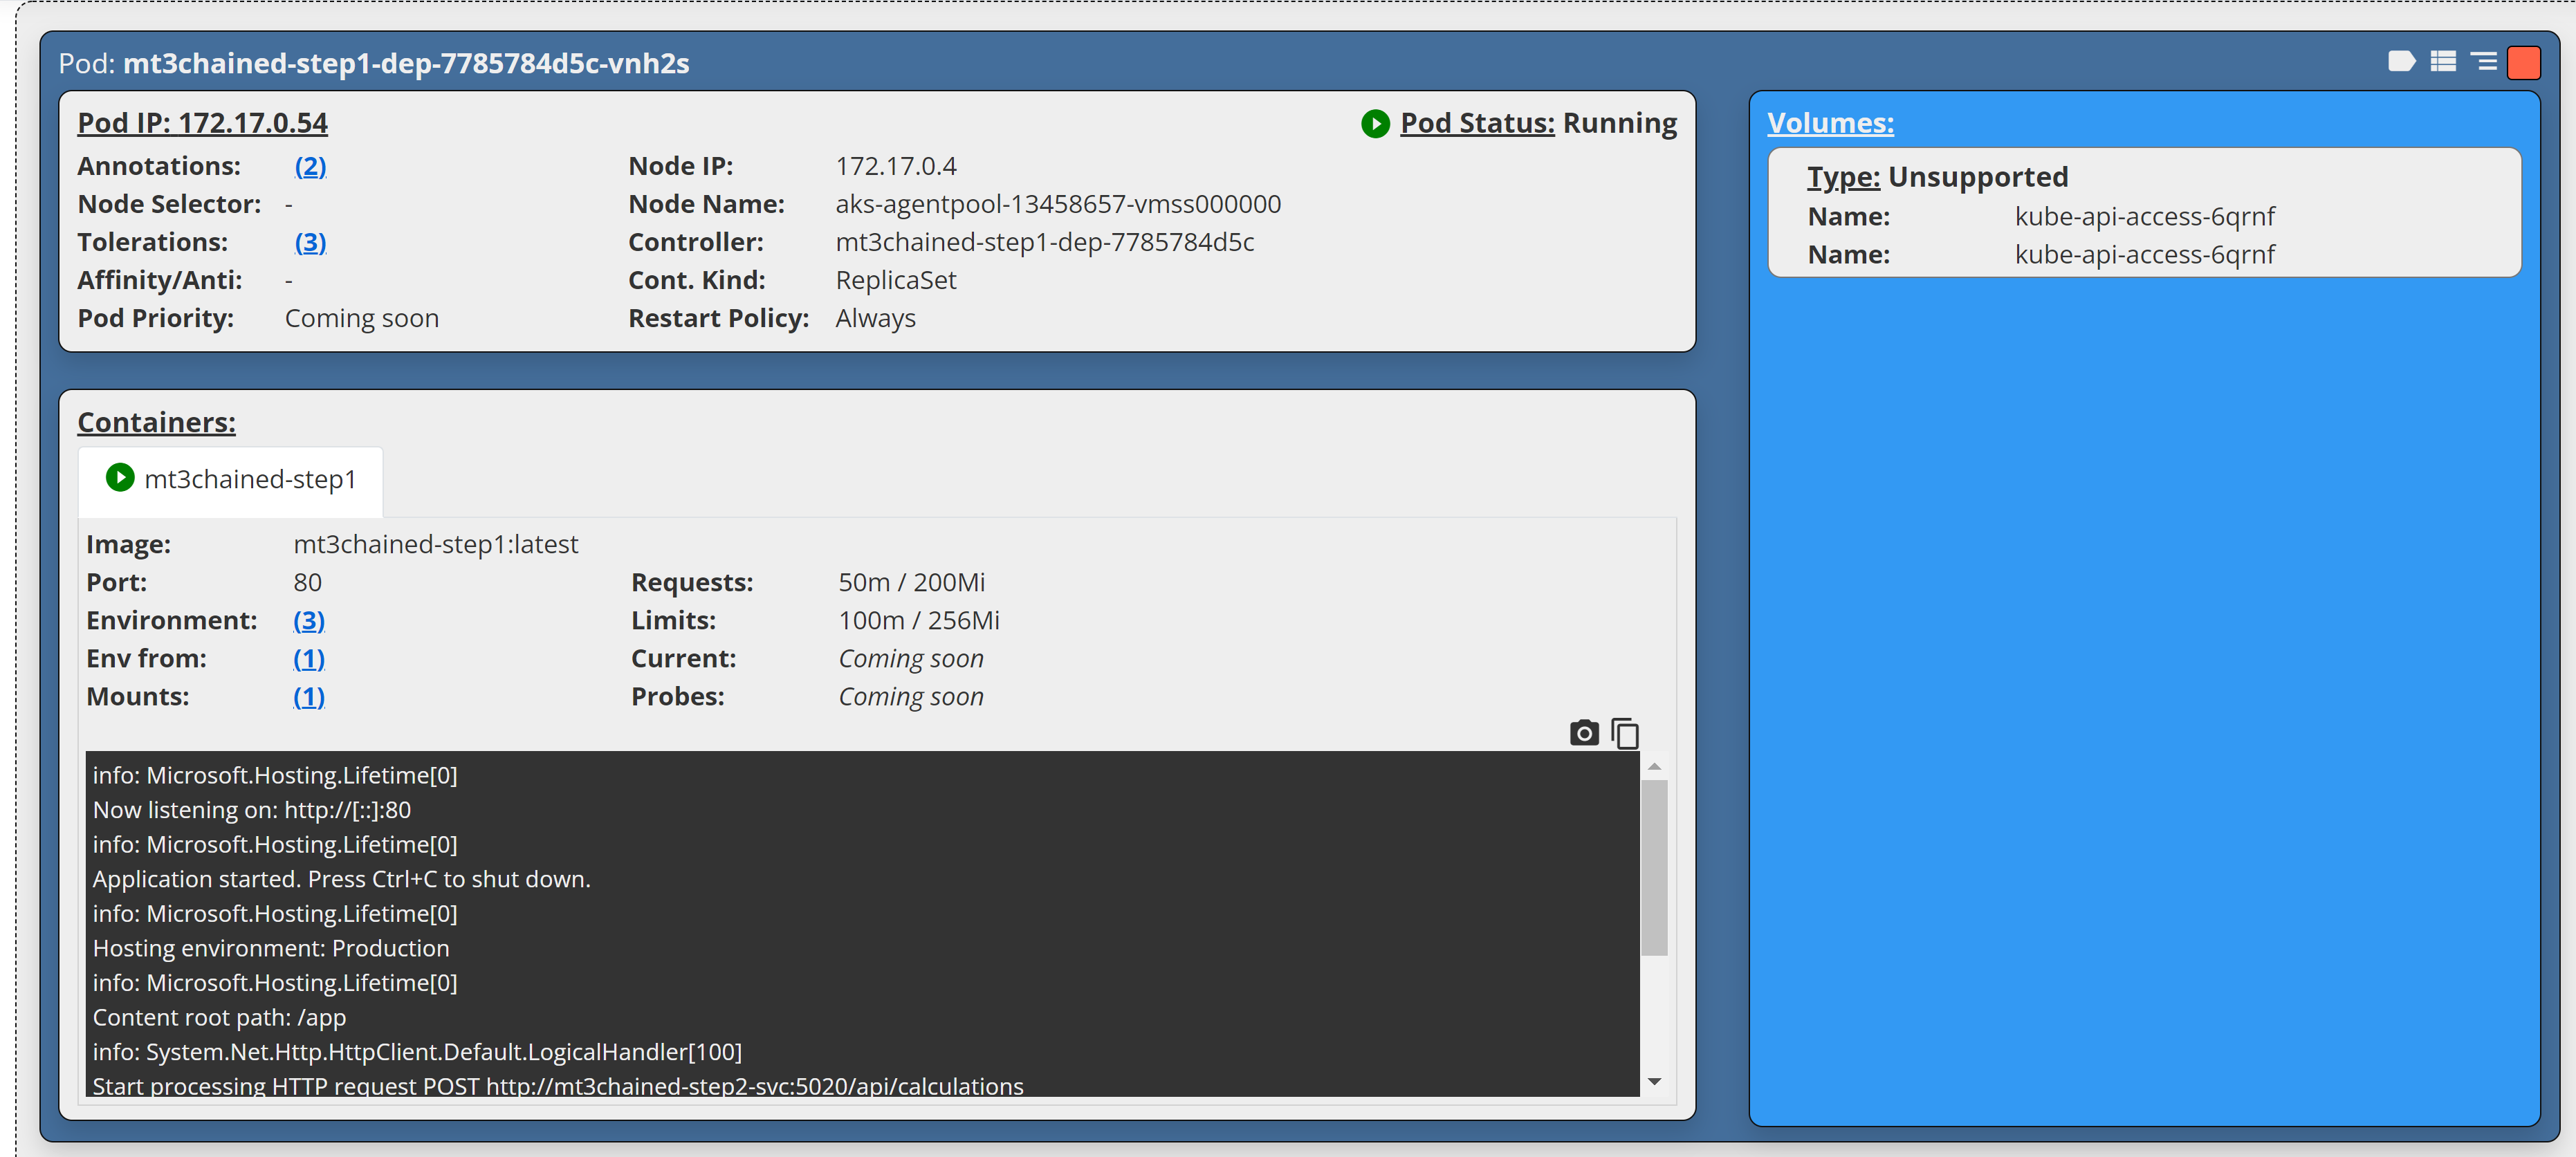 Pod: mt3chained-step1-dep-7785784d5c-vnh2s
Pod IP: 172.17.0.54
Pod Status: Running
Annotations: (2)
Node IP: 172.17.0.4
Node Selector: -
Node Name: aks-agentpool-13458657-vmss000000
Tolerations: (3)
Controller: mt3chained-step1-dep-7785784d5c
Affinity/Anti: -
Cont. Kind: ReplicaSet
Pod Priority: Coming soon
Restart Policy: Always
Containers:
mt3chained-step1
Image: mt3chained-step1:latest
Port: 80
Requests: 50m / 200Mi
Environment: (3)
Limits: 100m / 256Mi
Env from: (1)
Current: Coming soon
Mounts: (1)
Probes: Coming soon
info: Microsoft.Hosting.Lifetime[0]
Now listening on: http://[::]:80
info: Microsoft.Hosting.Lifetime[0]
Application started. Press Ctrl+C to shut down.
info: Microsoft.Hosting.Lifetime[0]
Hosting environment: Production
info: Microsoft.Hosting.Lifetime[0]
Content root path: /app
info: System.Net.Http.HttpClient.Default.LogicalHandler[100]
Start processing HTTP request POST http://mt3chained-step2-svc:5020/api/calculations
Volumes:
Type: Unsupported
Name: kube-api-access-6qrnf
Name: kube-api-access-6qrnf